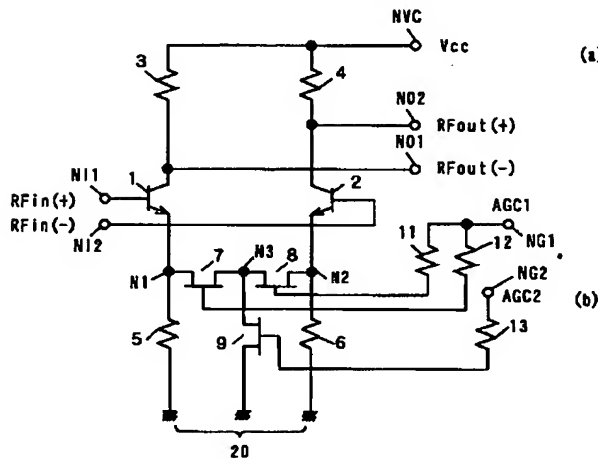 NVC
Vcc
(a)
3
4
NO2
RFout(+)
NO1
RFout(-)
NI1
1
2
RFin(+)
RFin(-)
NI2
AGC1
NG1
11
12
7
N3
8
N1
N2
NG2
AGC2
(b)
13
5
9
6
20